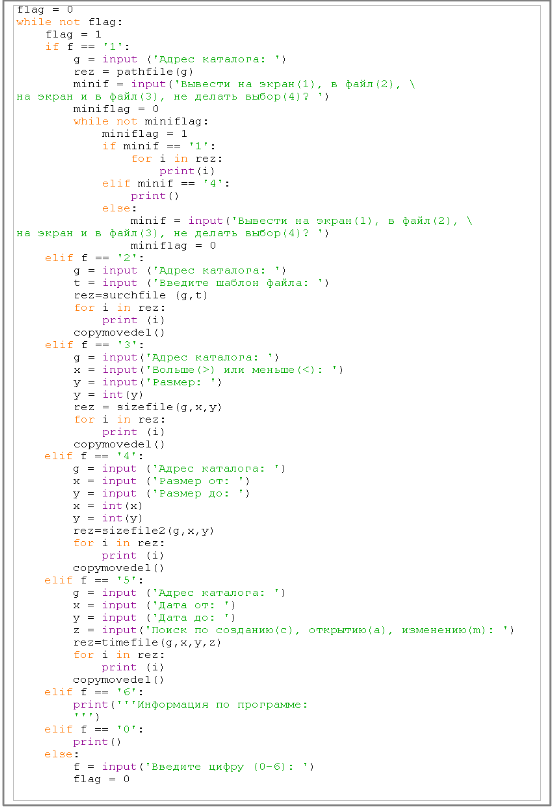 flag = 0
while not flag:
    flag = 1
    if f == '1':
        g = input ('Адрес каталога: ')
        rez = pathfile(g)
        minif = input('Вывести на экран(1), в файл(2), \
на экран и в файл(3), не делать выбор(4)? ')
        miniflag = 0
        while not miniflag:
            miniflag = 1
            if minif == '1':
                for i in rez:
                    print(i)
            elif minif == '4':
                print()
            else:
                minif = input('Вывести на экран(1), в файл(2), \
на экран и в файл(3), не делать выбор(4)? ')
                miniflag = 0
    elif f == '2':
        g = input ('Адрес каталога: ')
        t = input ('Введите шаблон файла: ')
        rez=surchfile (g,t)
        for i in rez:
            print (i)
        copymovedel()
    elif f == '3':
        g = input('Адрес каталога: ')
        x = input('Больше(>) или меньше(<): ')
        y = input('Размер: ')
        y = int(y)
        rez = sizefile(g,x,y)
        for i in rez:
            print (i)
        copymovedel()
    elif f == '4':
        g = input ('Адрес каталога: ')
        x = input ('Размер от: ')
        y = input ('Размер до: ')
        x = int(x)
        y = int(y)
        rez=sizefile2(g,x,y)
        for i in rez:
            print (i)
        copymovedel()
    elif f == '5':
        g = input ('Адрес каталога: ')
        x = input ('Дата от: ')
        y = input ('Дата до: ')
        z = input('Поиск по созданию(c), открытию(a), изменению(m): ')
        rez=timefile(g,x,y,z)
        for i in rez:
            print (i)
        copymovedel()
    elif f == '6':
        print('''Информация по программе:
        ''')
    elif f == '0':
        print()
    else:
        f = input('Введите цифру (0-6): ')
        flag = 0